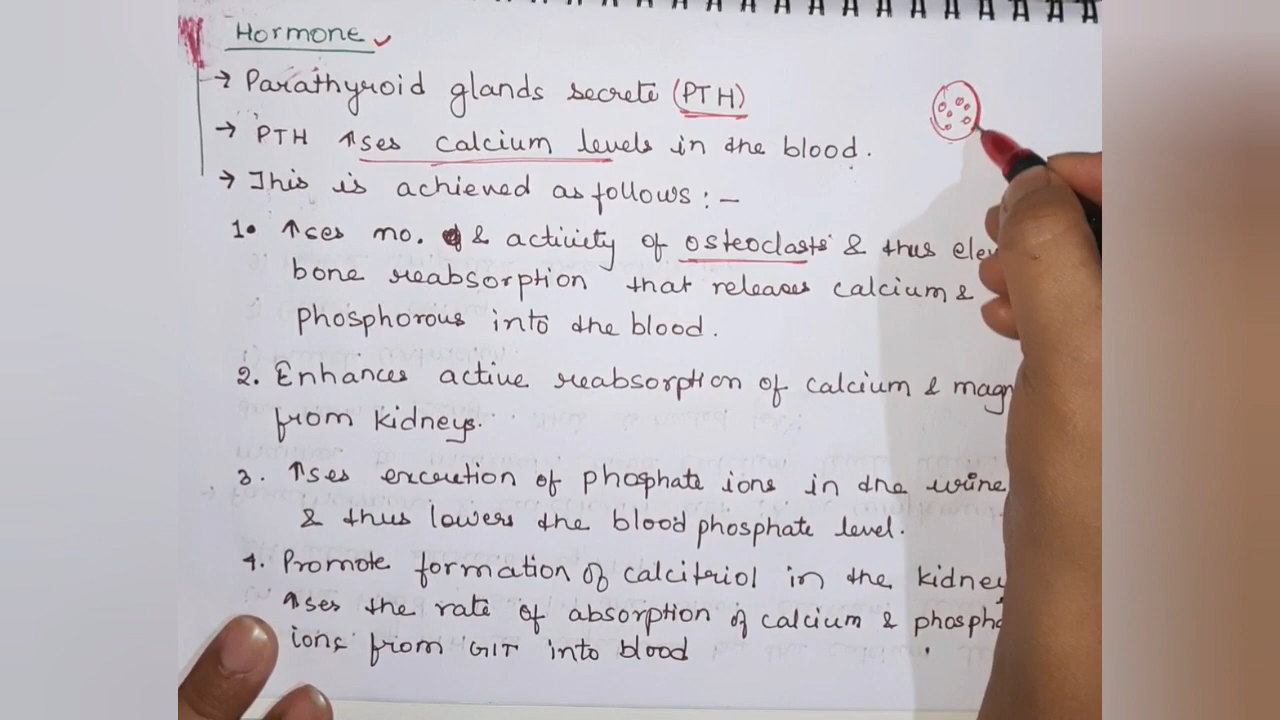 Hormone
→ Parathyroid glands secrete (PTH)
→ PTH ↑ses calcium levels in the blood.
→ This is achieved as follows :-
1. ↑ces no. & activity of osteoclasts & thus
bone reabsorption that releases calcium &
phosphorous into the blood.
2. Enhances active reabsorption of calcium &
from kidneys.
3. ↑ses excretion of phosphate ions in the urine
& thus lowers the blood phosphate level.
4. Promote formation of calcitriol in the kidney
↑ses the rate of absorption of calcium &
ions from GIT into blood